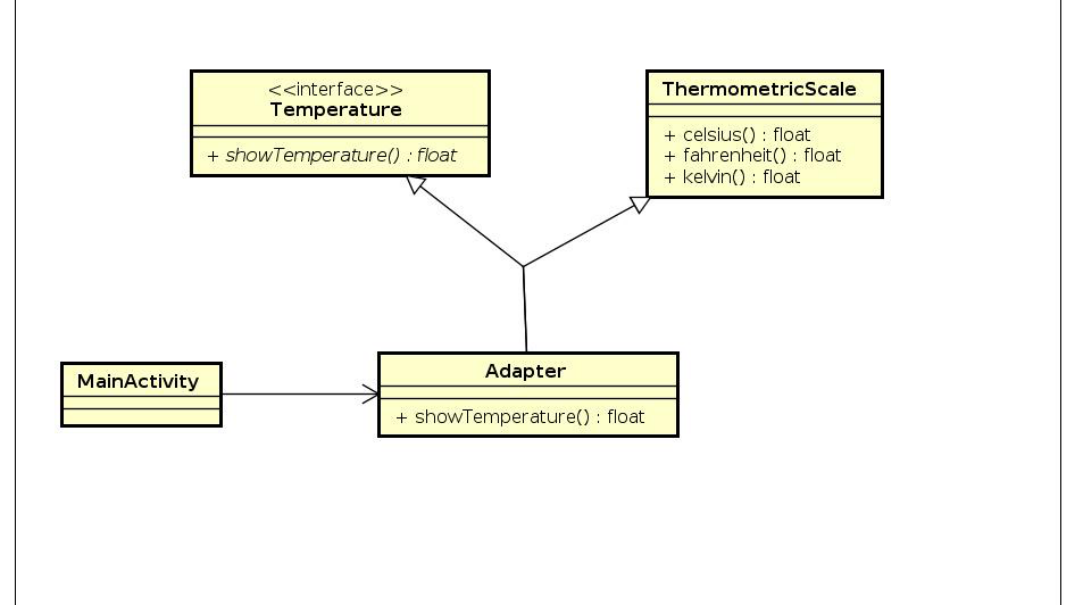 <<interface>>
Temperature
+ showTemperature() : float
ThermometricScale
+ celsius() : float
+ fahrenheit() : float
+ kelvin() : float
MainActivity
Adapter
+ showTemperature() : float